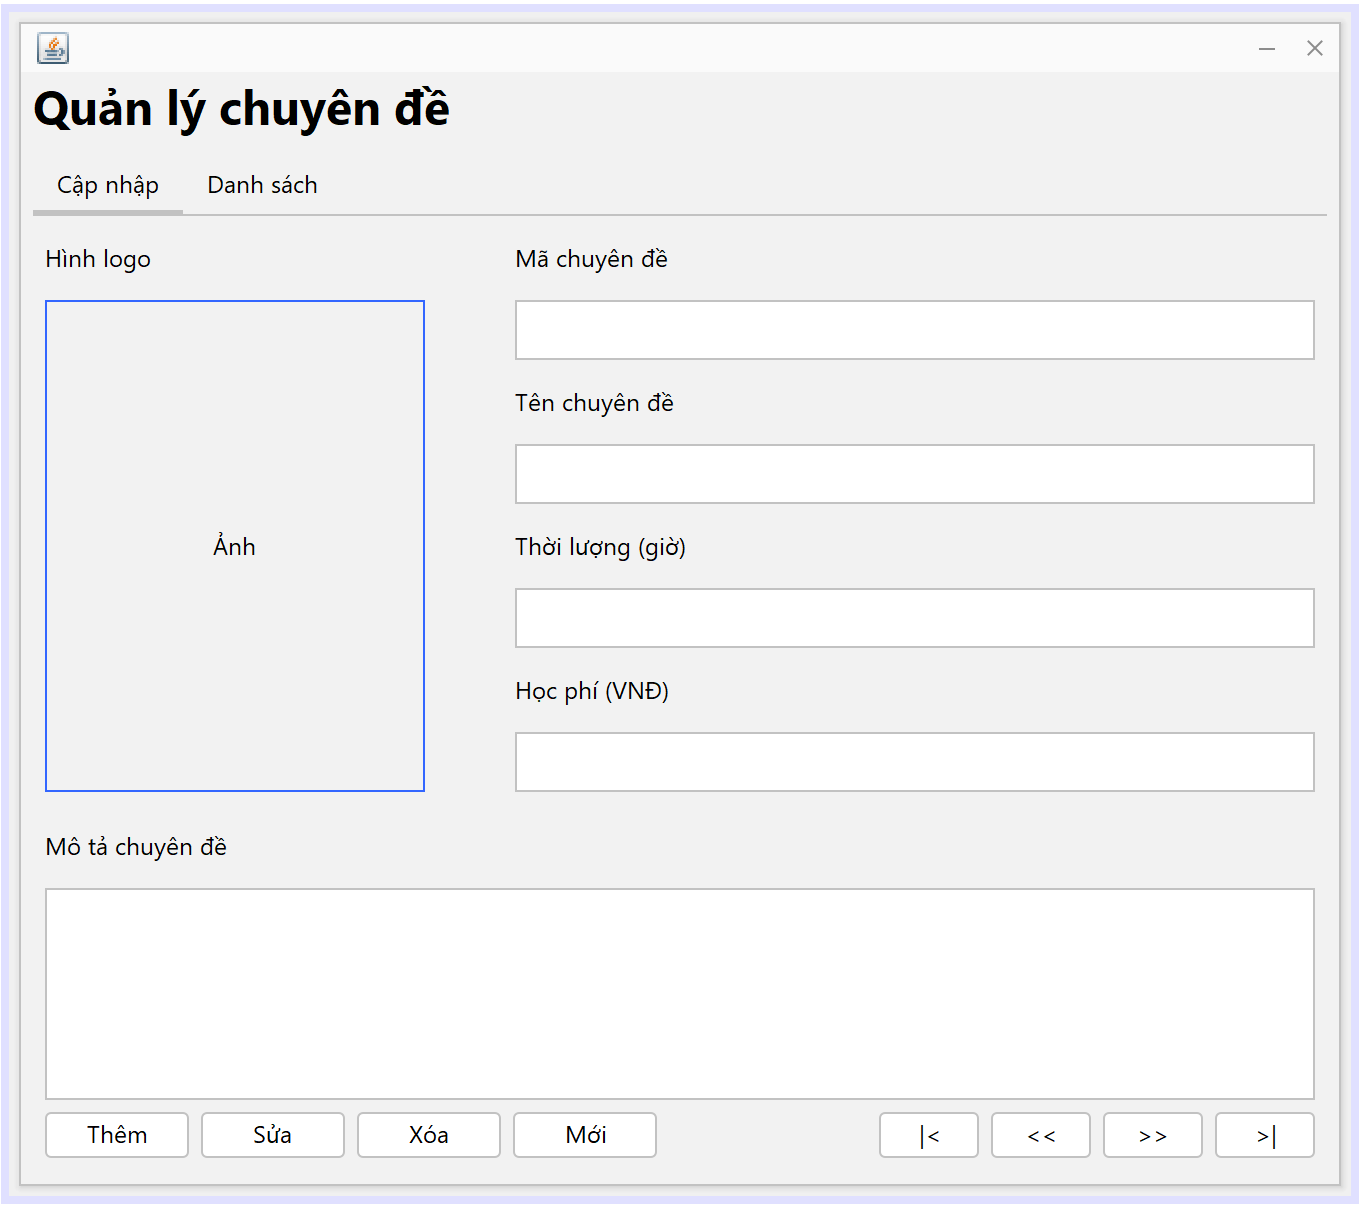 Quản lý chuyên đề
Cập nhập Danh sách
Hình logo
Ảnh
Mã chuyên đề
Tên chuyên đề
Thời lượng (giờ)
Học phí (VNĐ)
Mô tả chuyên đề
Thêm Sửa Xóa Mới |< << >> >|